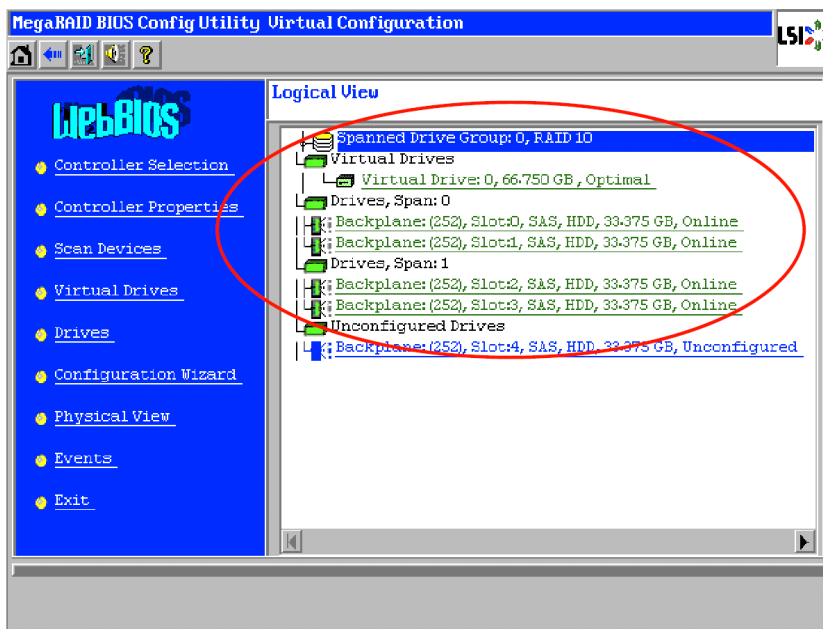 MegaRAID BIOS Config Utility Virtual Configuration
LSI
?
WebBIOS
Controller Selection
Controller Properties
Scan Devices
Virtual Drives
Drives
Configuration Wizard
Physical View
Events
Exit
Logical View
Spanned Drive Group: 0, RAID 10
Virtual Drives
Virtual Drive: 0, 66.750 GB , Optimal
Drives, Span: 0
Backplane: (252), Slot:0, SAS, HDD, 33.375 GB, Online
Backplane: (252), Slot:1, SAS, HDD, 33.375 GB, Online
Drives, Span: 1
Backplane: (252), Slot:2, SAS, HDD, 33.375 GB, Online
Backplane: (252), Slot:3, SAS, HDD, 33.375 GB, Online
Unconfigured Drives
Backplane: (252), Slot:4, SAS, HDD, 33.375 GB, Unconfigured